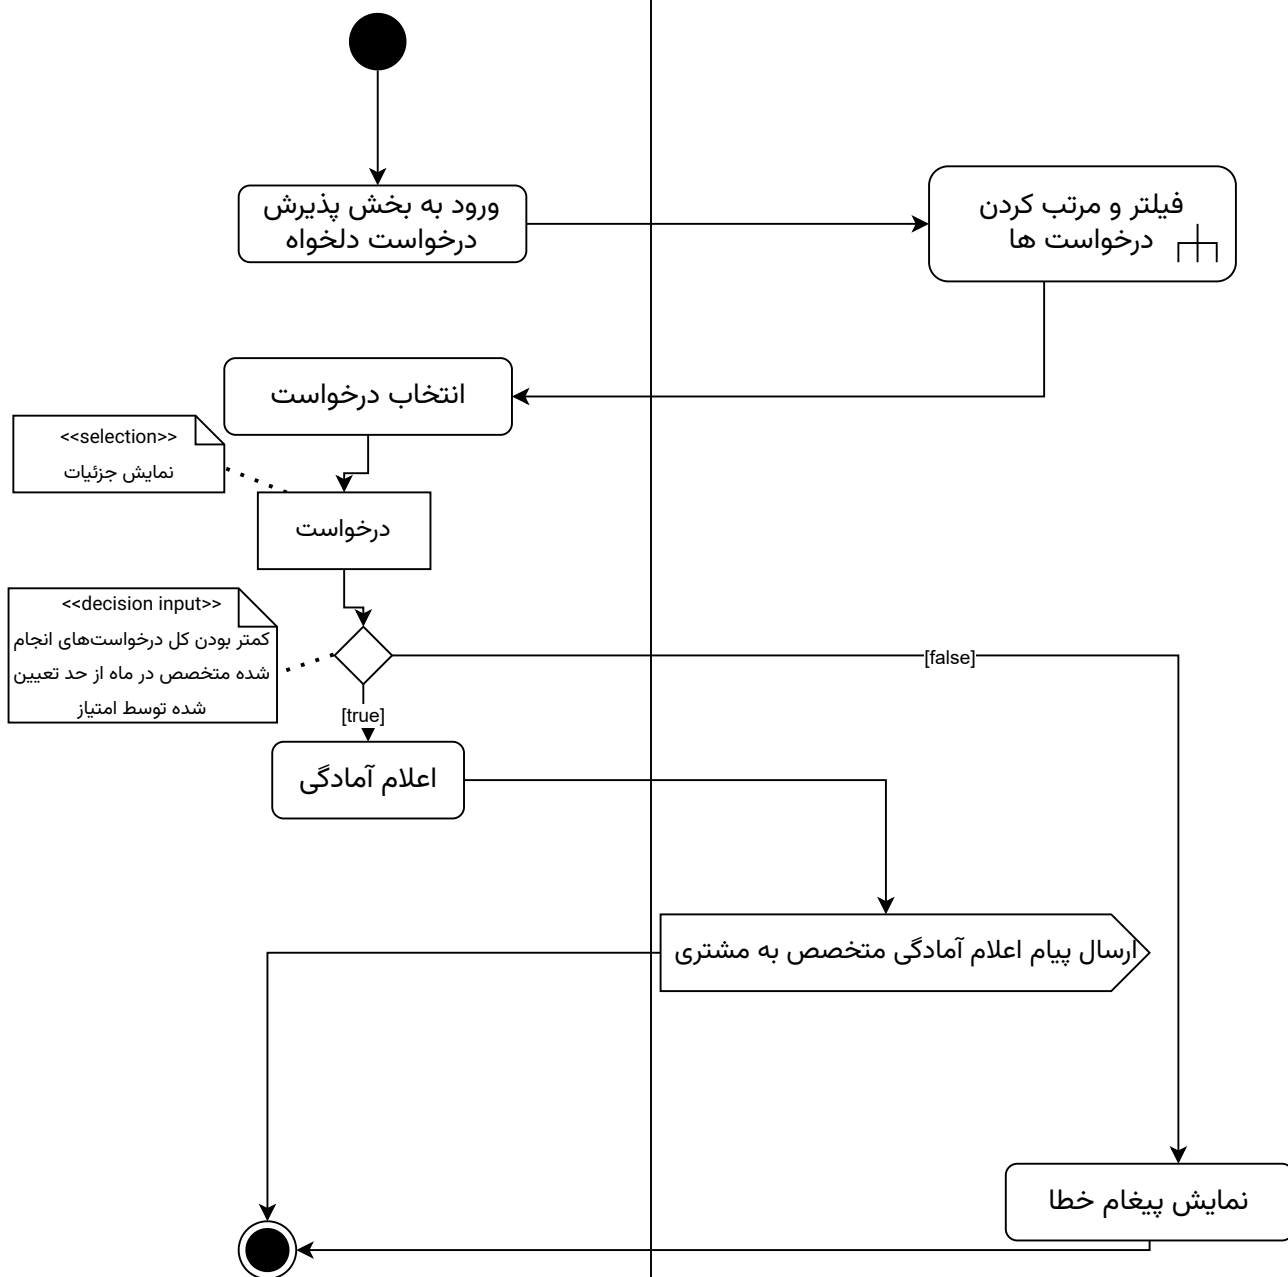 ورود به بخش پذیرش
درخواست دلخواه
فیلتر و مرتب کردن
درخواست ها
انتخاب درخواست
<<selection>>
نمایش جزئیات
درخواست
<<decision input>>
کمتر بودن کل درخواست‌های انجام
شده متخصص در ماه از حد تعیین
شده توسط امتیاز
[false]
[true]
اعلام آمادگی
ارسال پیام اعلام آمادگی متخصص به مشتری
نمایش پیغام خطا